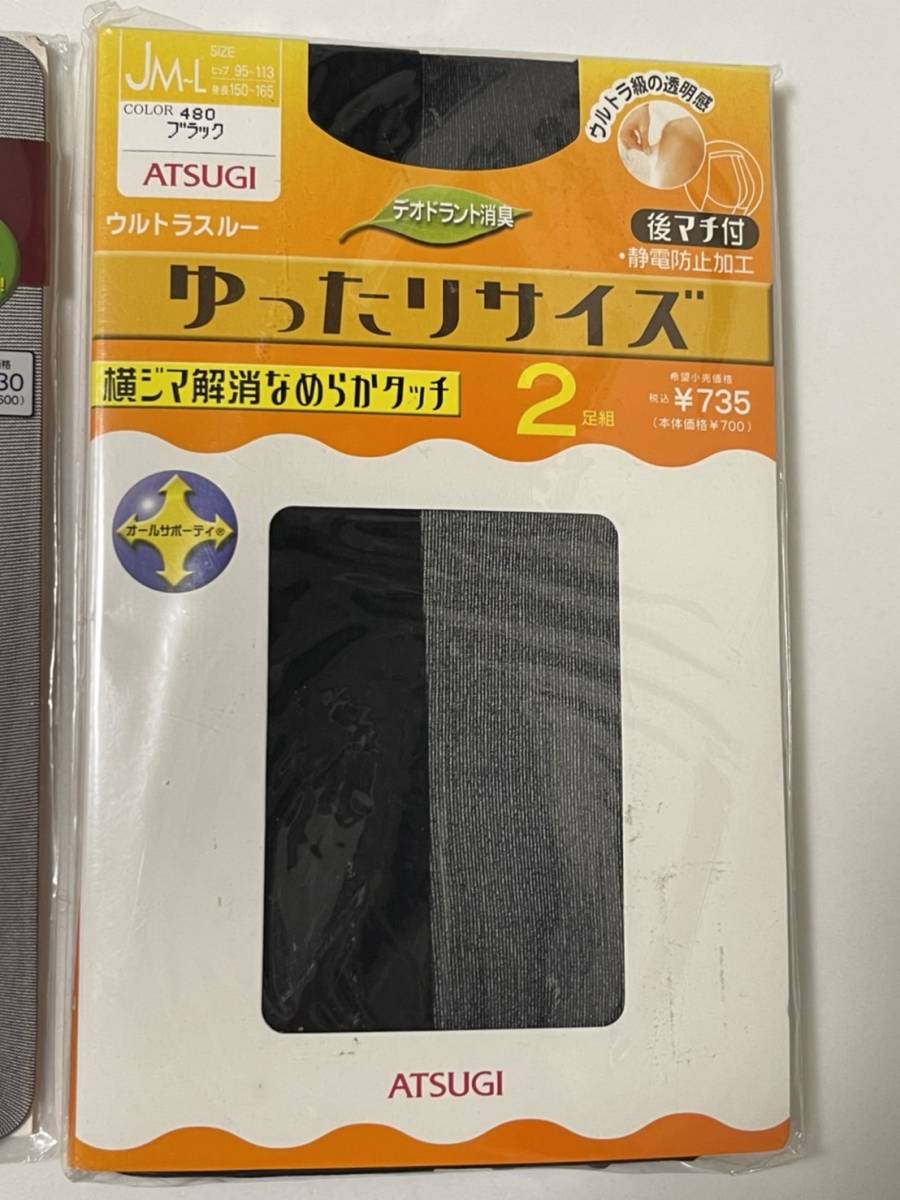 JM~L
SIZE
ヒップ 95~113
身長150~165
COLOR 480
ブラック
ATSUGI
ウルトラスルー
ウルトラ級の透明感
デオドラント消臭
後マチ付
・静電防止加工
ゆったりサイズ
横ジマ解消なめらかタッチ
2足組
希望小売価格
税込 ¥735
(本体価格¥700)
オールサポーティ®
ATSUGI